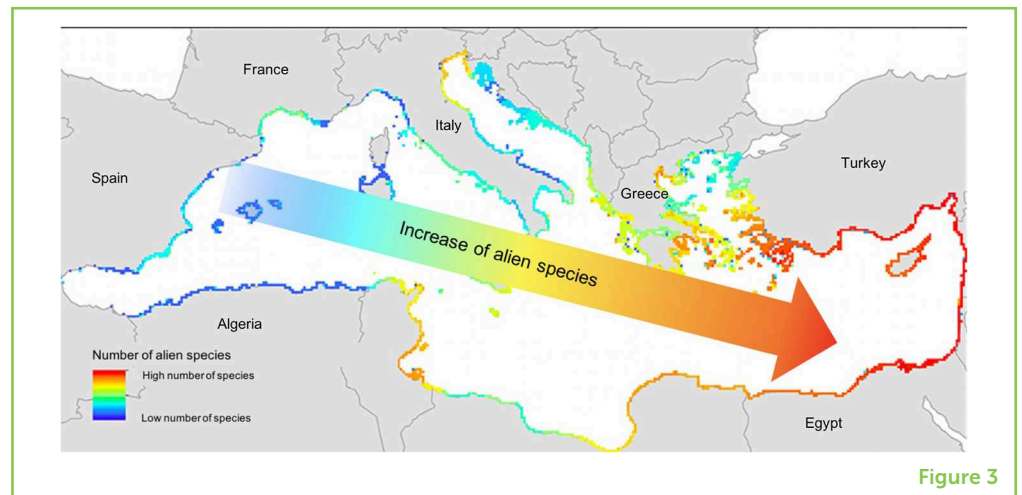 France
Italy
Spain
Turkey
Greece
Increase of alien species
Algeria
Number of alien species
High number of species
Low number of species
Egypt
Figure 3